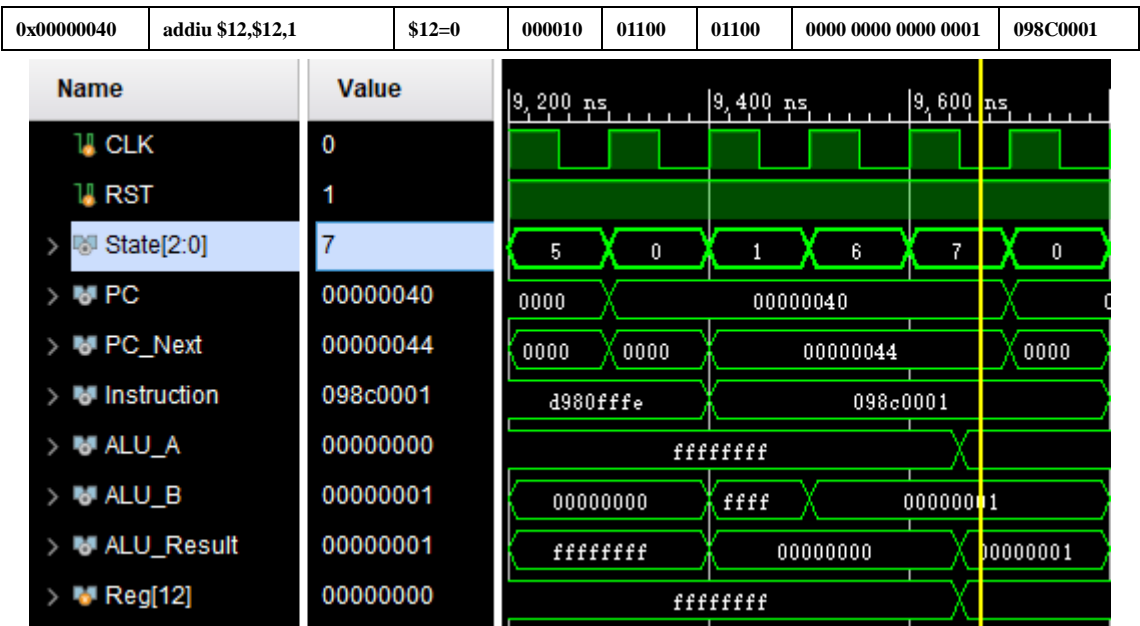 0x00000040 addiu $12,$12,1 $12=0 000010 01100 01100 0000 0000 0000 0001 098C0001
Name Value 9,200 ns 9,400 ns 9,600 ns
CLK 0
RST 1
State[2:0] 7 5 0 1 6 7 0
PC 00000040 0000 00000040
PC_Next 00000044 0000 0000 00000044 0000
Instruction 098c0001 d980fffe 098c0001
ALU_A 00000000 ffffffff
ALU_B 00000001 00000000 ffff 00000001
ALU_Result 00000001 ffffffff 00000000 00000001
Reg[12] 00000000 ffffffff